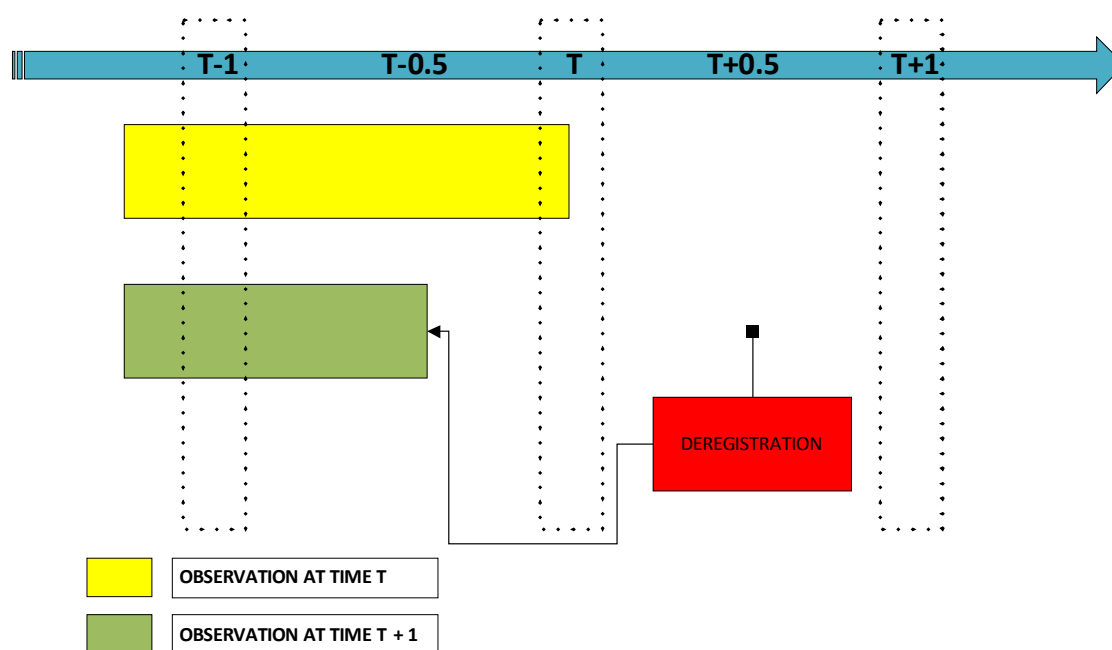 T-1 T-0.5 T T+0.5 T+1
DEREGISTRATION
OBSERVATION AT TIME T
OBSERVATION AT TIME T + 1